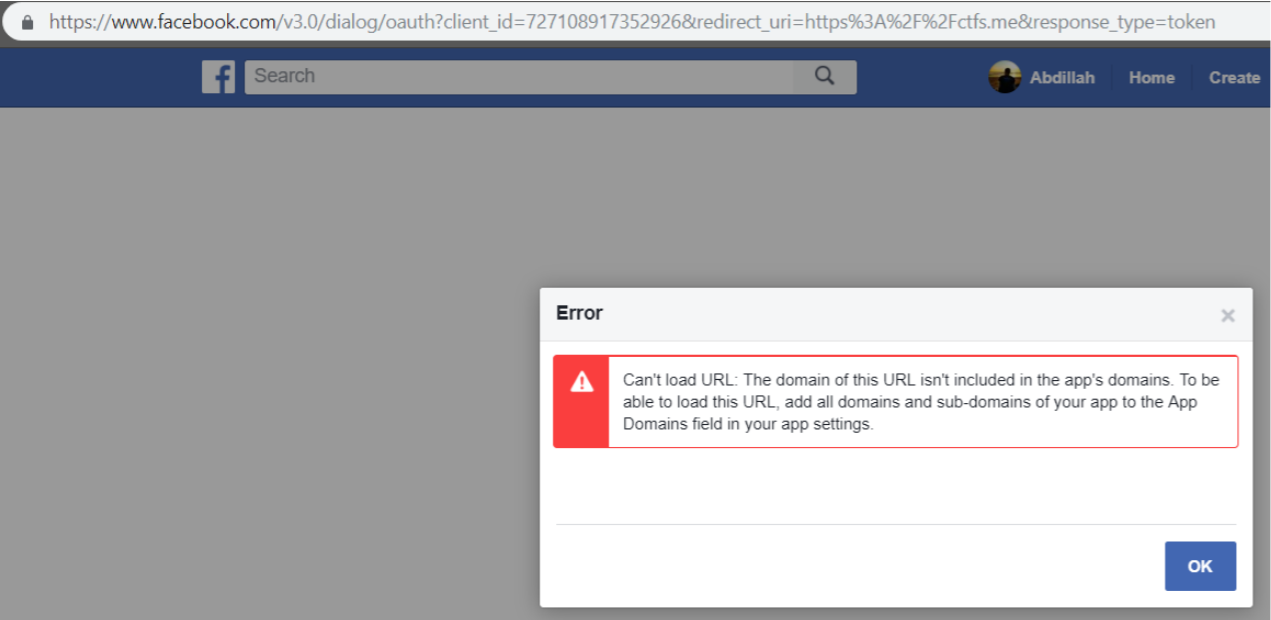 https://www.facebook.com/v3.0/dialog/oauth?client_id=727108917352926&redirect_uri=https%3A%2F%2Fctfs.me&response_type=token
f Search Abdillah Home Create
Error ×
Can't load URL: The domain of this URL isn't included in the app's domains. To be
able to load this URL, add all domains and sub-domains of your app to the App
Domains field in your app settings.
OK